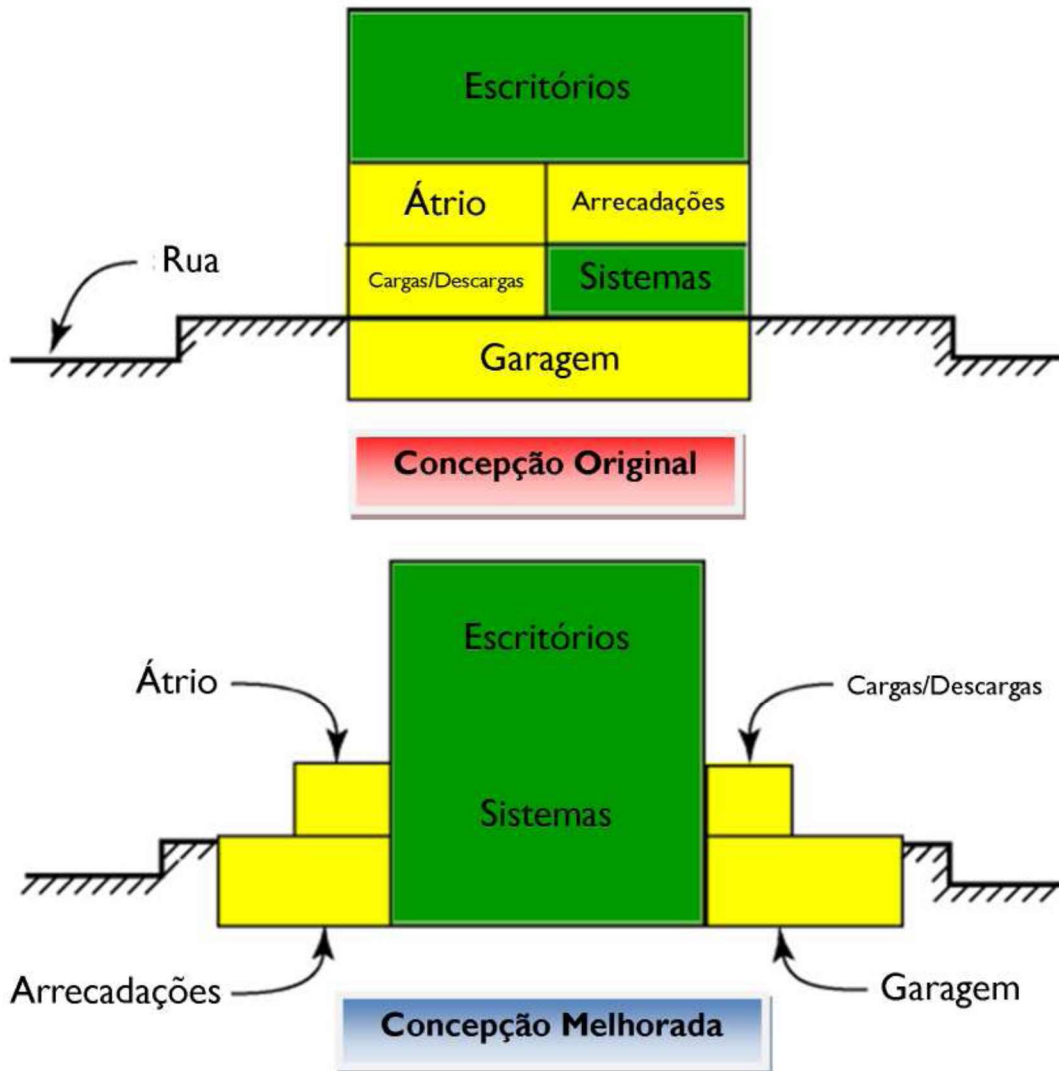 Escritórios
Átrio
Arrecadações
Rua
Cargas/Descargas
Sistemas
Garagem
Concepção Original
Escritórios
Átrio
Cargas/Descargas
Sistemas
Arrecadações
Garagem
Concepção Melhorada